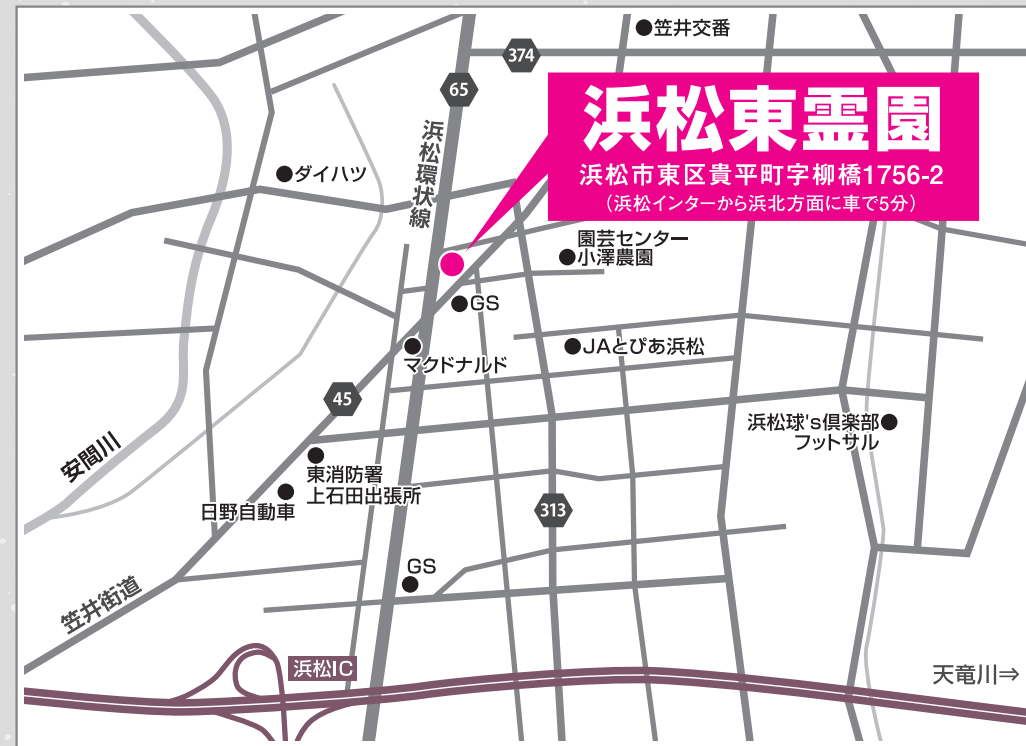 笠井交番
374
65
浜松東霊園
浜松市東区貴平町字柳橋1756-2
(浜松インターから浜北方面に車で5分)
浜松環状線
ダイハツ
園芸センター
小澤農園
GS
JAとぴあ浜松
マクドナルド
45
浜松球's倶楽部
フットサル
安間川
東消防署
上石田出張所
日野自動車
313
GS
笠井街道
浜松IC
天竜川⇒